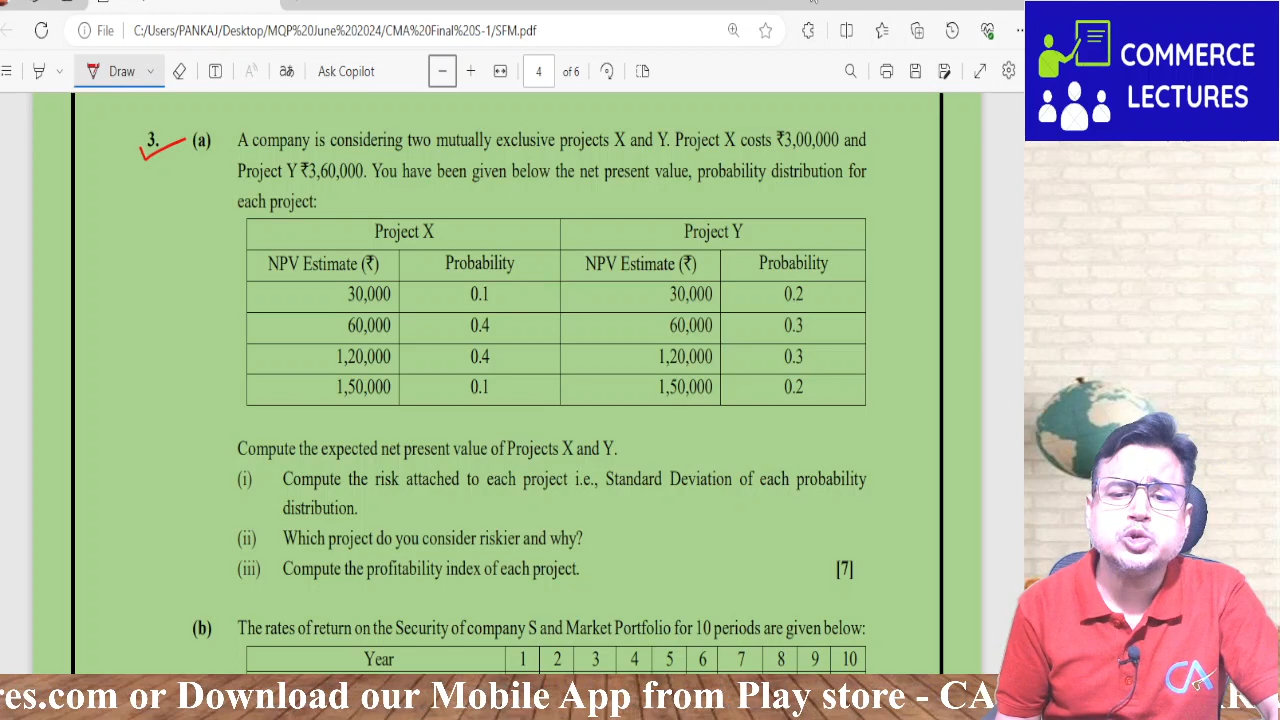 File C:/Users/PANKAJ/Desktop/MQP%20June%202024/CMA%20Final%20S-1/SFM.pdf
Draw
Ask Copilot
4 of 6
COMMERCE
LECTURES
3. (a) A company is considering two mutually exclusive projects X and Y. Project X costs ₹3,00,000 and
Project Y ₹3,60,000. You have been given below the net present value, probability distribution for
each project:
Project X Project Y
NPV Estimate (₹) Probability NPV Estimate (₹) Probability
30,000 0.1 30,000 0.2
60,000 0.4 60,000 0.3
1,20,000 0.4 1,20,000 0.3
1,50,000 0.1 1,50,000 0.2
Compute the expected net present value of Projects X and Y.
(i) Compute the risk attached to each project i.e., Standard Deviation of each probability
distribution.
(ii) Which project do you consider riskier and why?
(iii) Compute the profitability index of each project. [7]
(b) The rates of return on the Security of company S and Market Portfolio for 10 periods are given below:
Year 1 2 3 4 5 6 7 8 9 10
res.com or Download our Mobile App from Play store - CA
CA